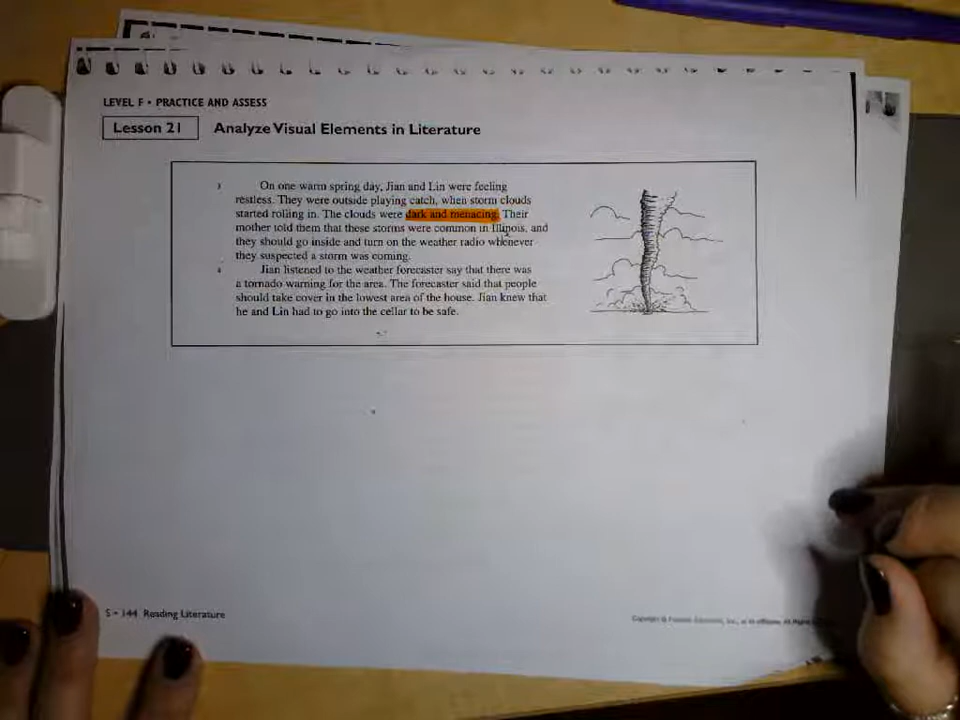 LEVEL F • PRACTICE AND ASSESS
Lesson 21 Analyze Visual Elements in Literature
On one warm spring day, Jian and Lin were feeling
restless. They were outside playing catch, when storm clouds
started rolling in. The clouds were dark and menacing. Their
mother told them that these storms were common in Illinois, and
they should go inside and turn on the weather radio whenever
they suspected a storm was coming.
Jian listened to the weather forecaster say that there was
a tornado warning for the area. The forecaster said that people
should take cover in the lowest area of the house. Jian knew that
he and Lin had to go into the cellar to be safe.
S • 144 Reading Literature
Copyright ©